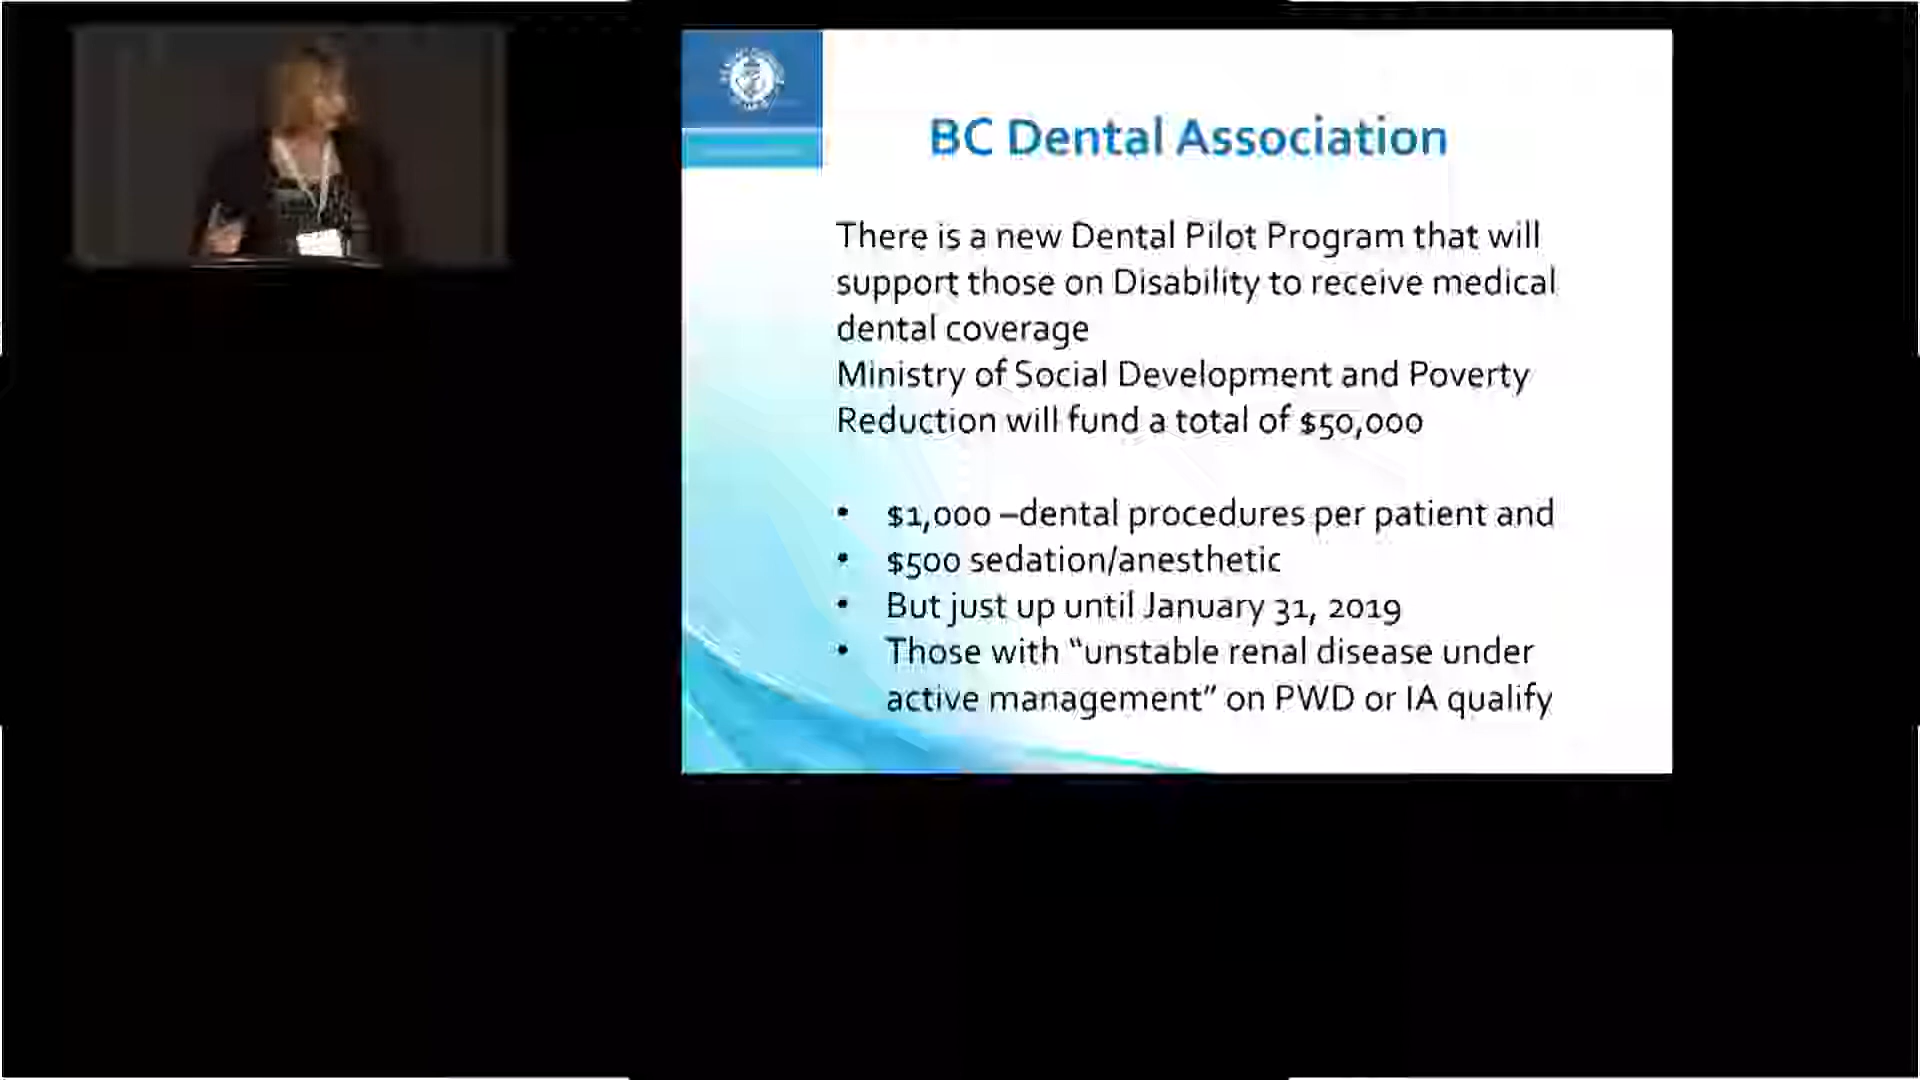 BC Dental Association
There is a new Dental Pilot Program that will
support those on Disability to receive medical
dental coverage
Ministry of Social Development and Poverty
Reduction will fund a total of $50,000
• $1,000 –dental procedures per patient and
• $500 sedation/anesthetic
• But just up until January 31, 2019
• Those with “unstable renal disease under
active management” on PWD or IA qualify